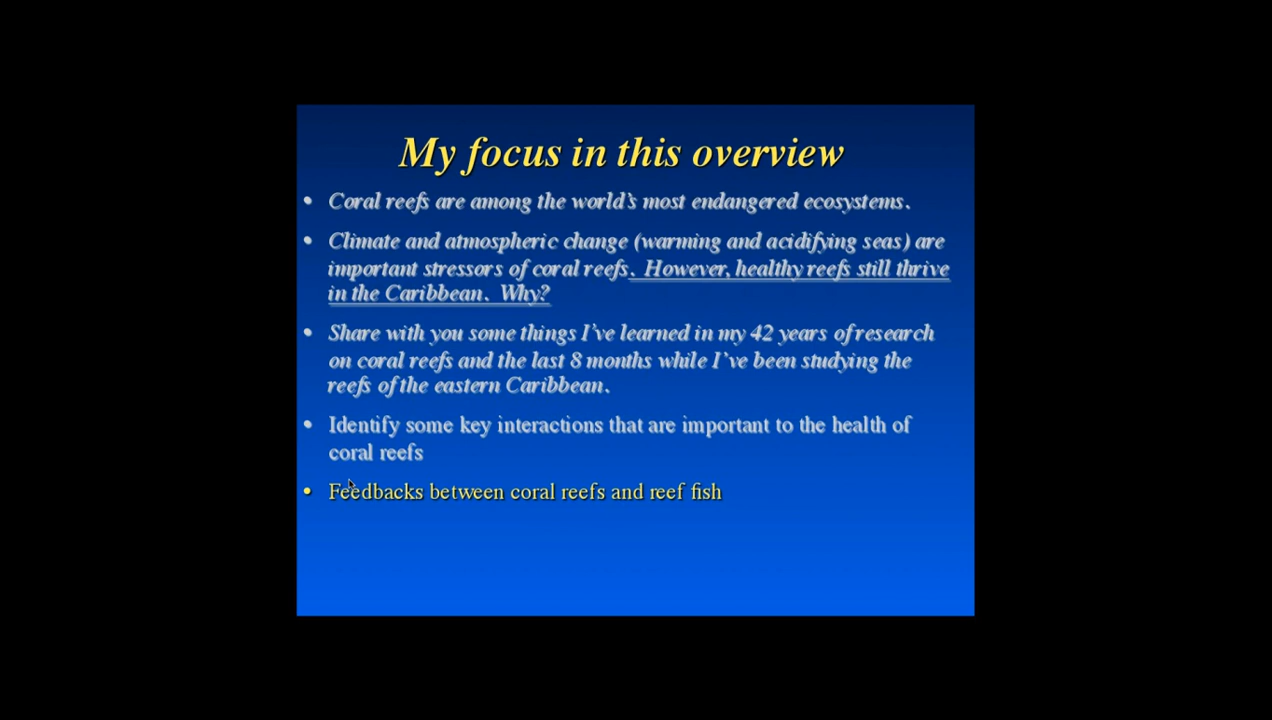 My focus in this overview
• Coral reefs are among the world's most endangered ecosystems.
• Climate and atmospheric change (warming and acidifying seas) are
important stressors of coral reefs. However, healthy reefs still thrive
in the Caribbean. Why?
• Share with you some things I've learned in my 42 years of research
on coral reefs and the last 8 months while I've been studying the
reefs of the eastern Caribbean.
• Identify some key interactions that are important to the health of
coral reefs
• Feedbacks between coral reefs and reef fish